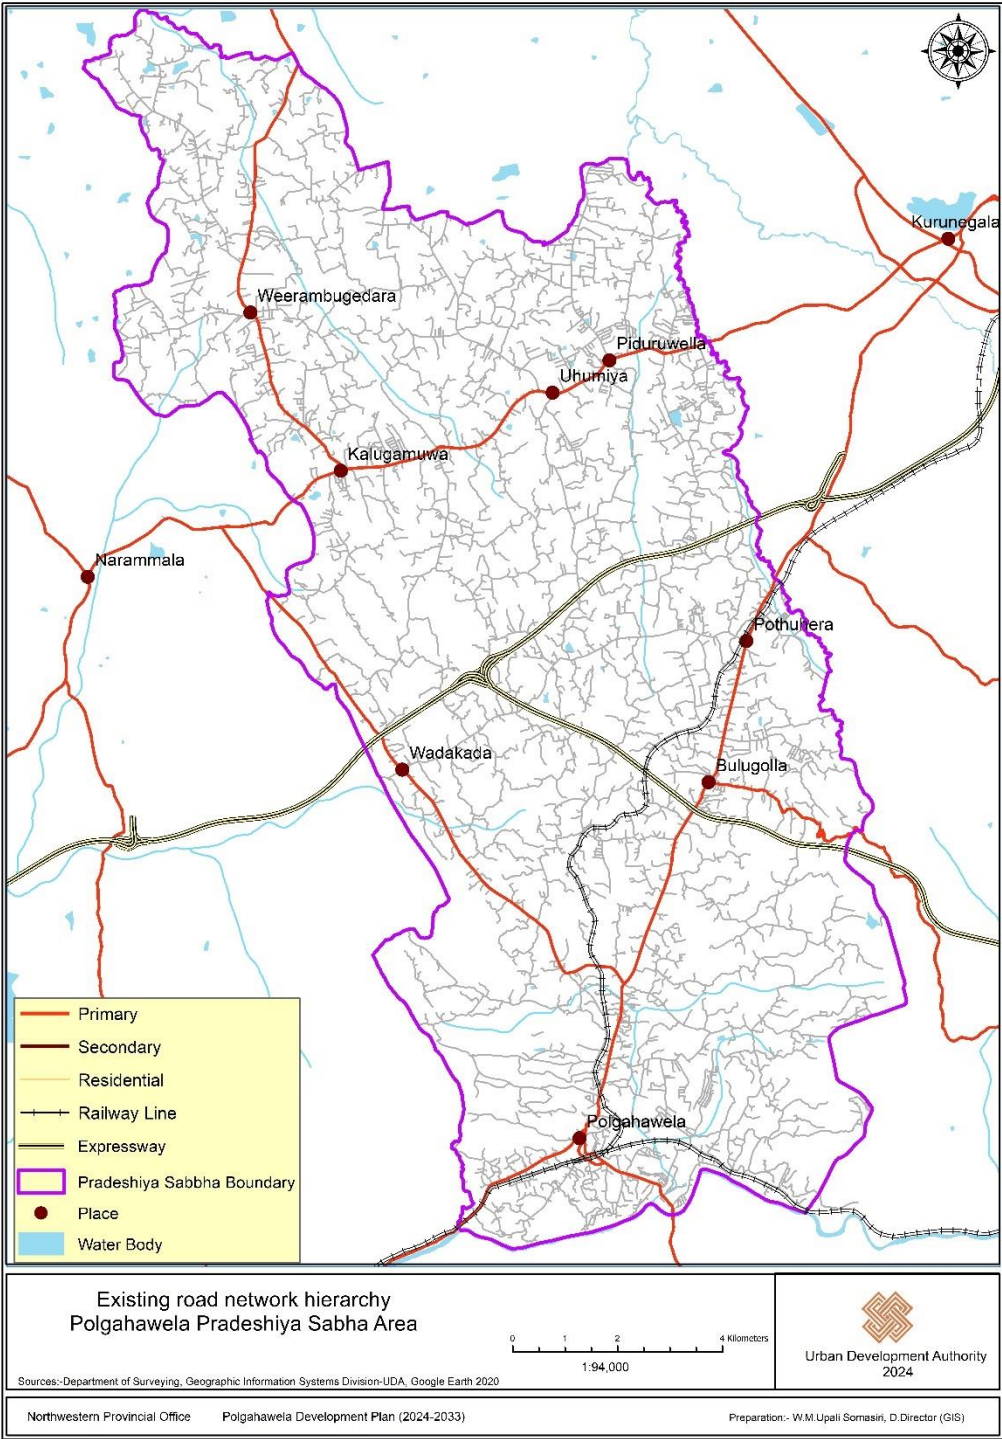 Kurunegala
Weerambugedara
Piduruwella
Uhumiya
Kalugamuwa
Narammala
Pothuhera
Wadakada
Bulugolla
Polgahawela
Primary
Secondary
Residential
Railway Line
Expressway
Pradeshiya Sabbha Boundary
Place
Water Body
Existing road network hierarchy
Polgahawela Pradeshiya Sabha Area
0 1 2 4 Kilometers
1:94,000
Sources:-Department of Surveying, Geographic Information Systems Division-UDA, Google Earth 2020
Urban Development Authority
2024
Northwestern Provincial Office Polgahawela Development Plan (2024-2033) Preparation:- W.M.Upali Somasiri, D.Director (GIS)